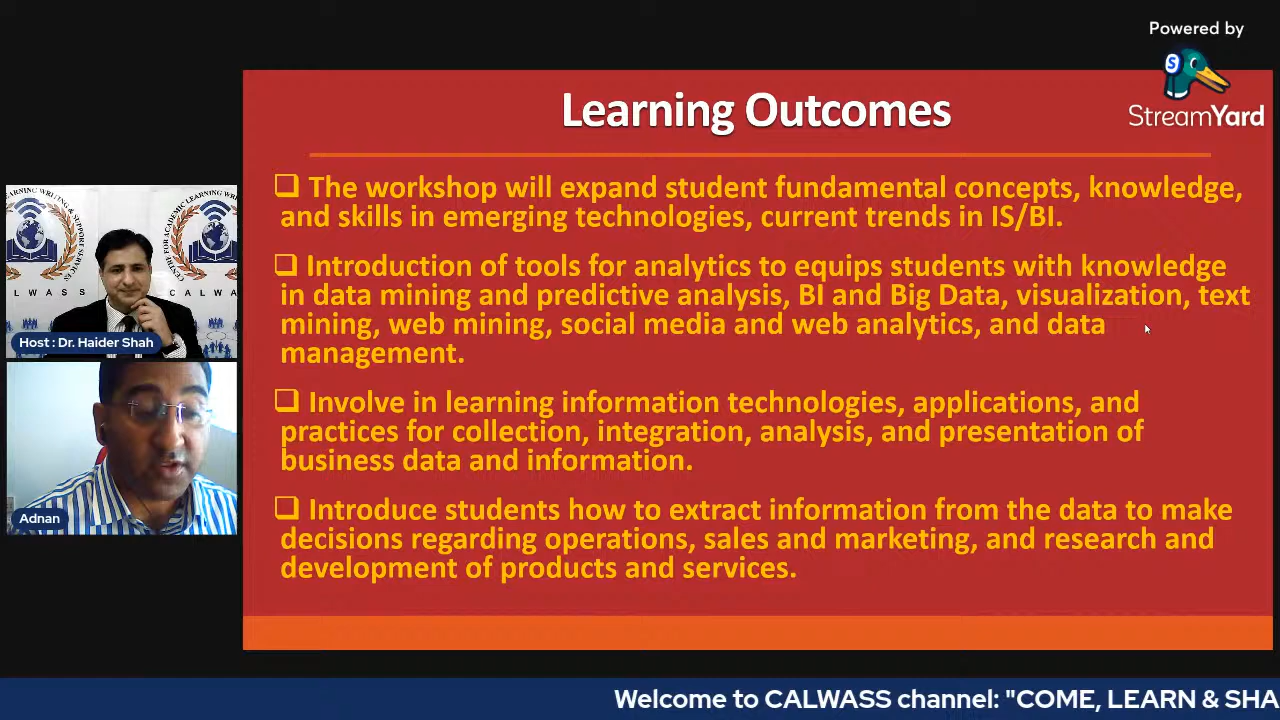 Powered by
StreamYard
Learning Outcomes
The workshop will expand student fundamental concepts, knowledge,
and skills in emerging technologies, current trends in IS/BI.
Introduction of tools for analytics to equips students with knowledge
in data mining and predictive analysis, BI and Big Data, visualization, text
mining, web mining, social media and web analytics, and data
management.
Involve in learning information technologies, applications, and
practices for collection, integration, analysis, and presentation of
business data and information.
Introduce students how to extract information from the data to make
decisions regarding operations, sales and marketing, and research and
development of products and services.
Host : Dr. Haider Shah
Adnan
Welcome to CALWASS channel: "COME, LEARN & SHA